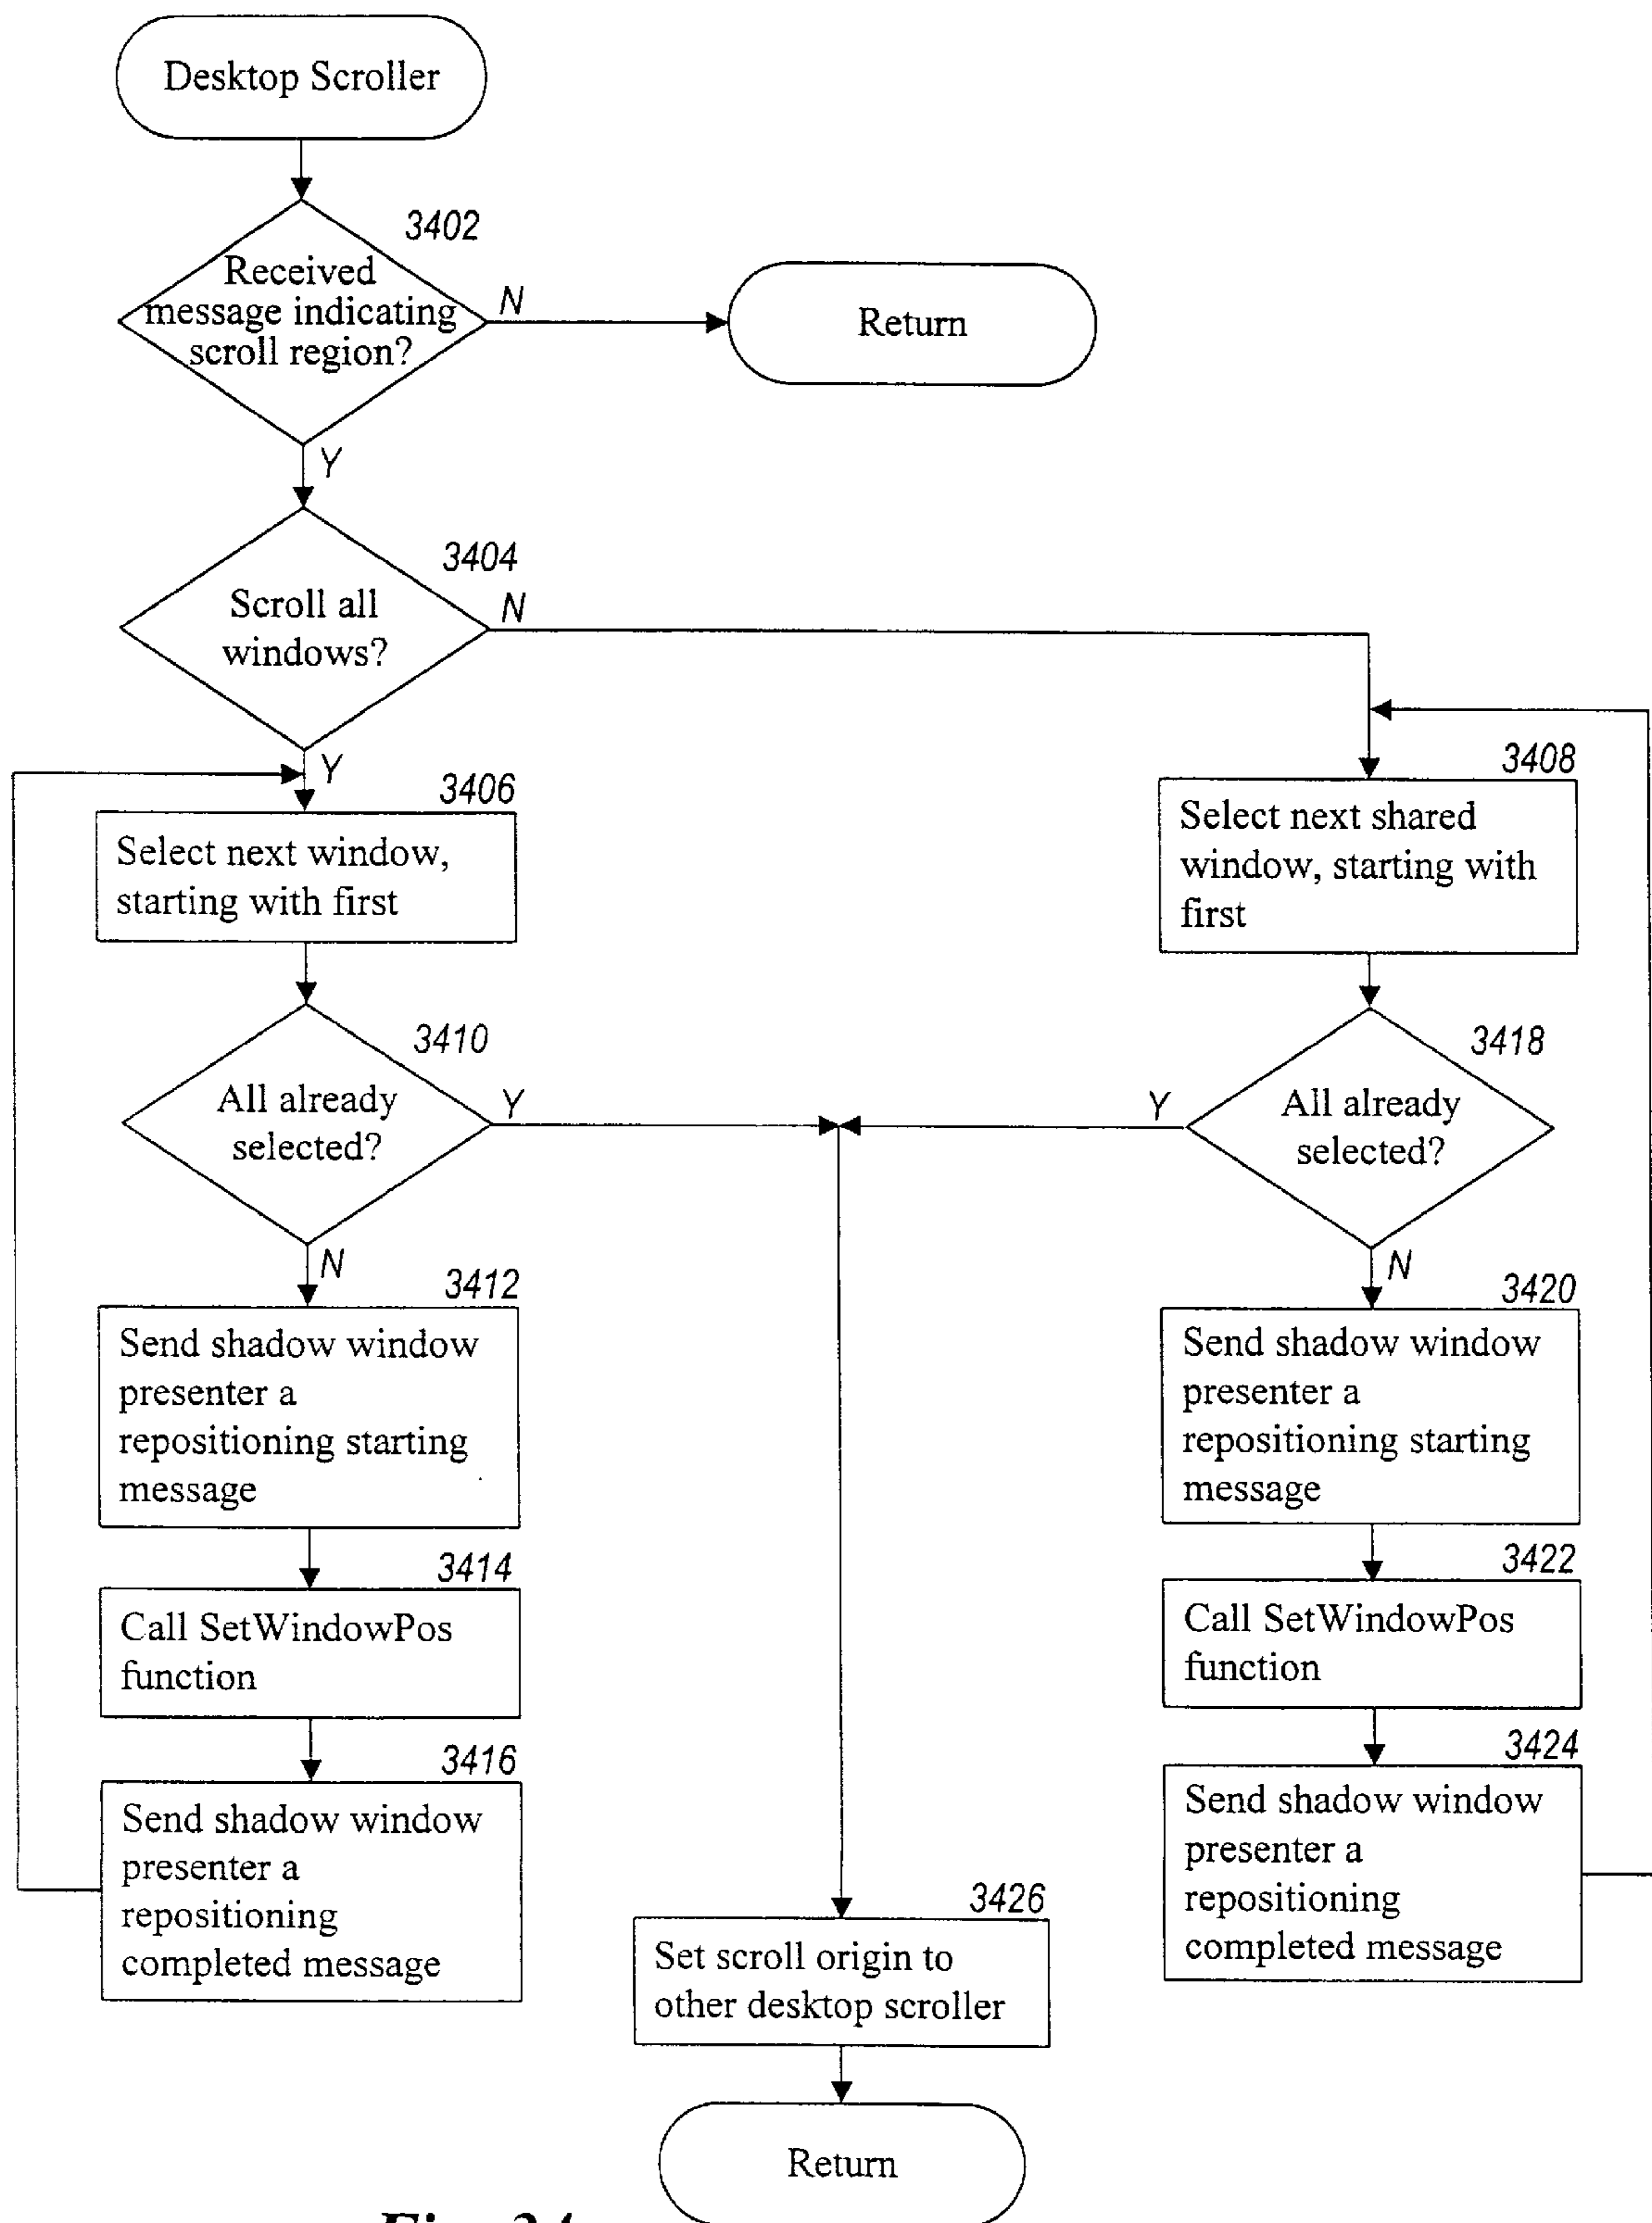 Desktop Scroller
3402
Received
message indicating
scroll region?
N
Return
Y
3404
Scroll all
windows?
N
Y
3406
Select next window,
starting with first
3408
Select next shared
window, starting with
first
3410
All already
selected?
Y
N
3418
All already
selected?
Y
N
3412
Send shadow window
presenter a
repositioning starting
message
3414
Call SetWindowPos
function
3416
Send shadow window
presenter a
repositioning
completed message
3420
Send shadow window
presenter a
repositioning starting
message
3422
Call SetWindowPos
function
3424
Send shadow window
presenter a
repositioning
completed message
3426
Set scroll origin to
other desktop scroller
Return